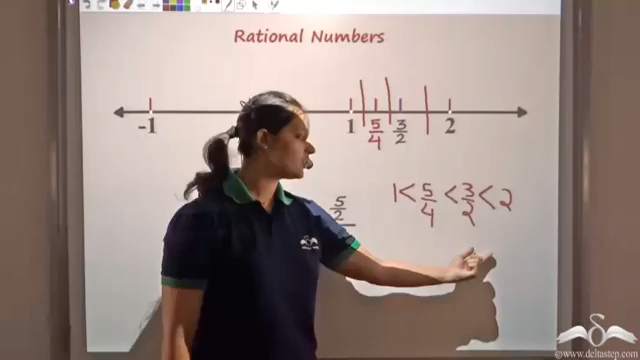 Rational Numbers
-1 1 5/4 3/2 2
1 < 5/4 < 3/2 < 2
5/2
©www.deltastep.com